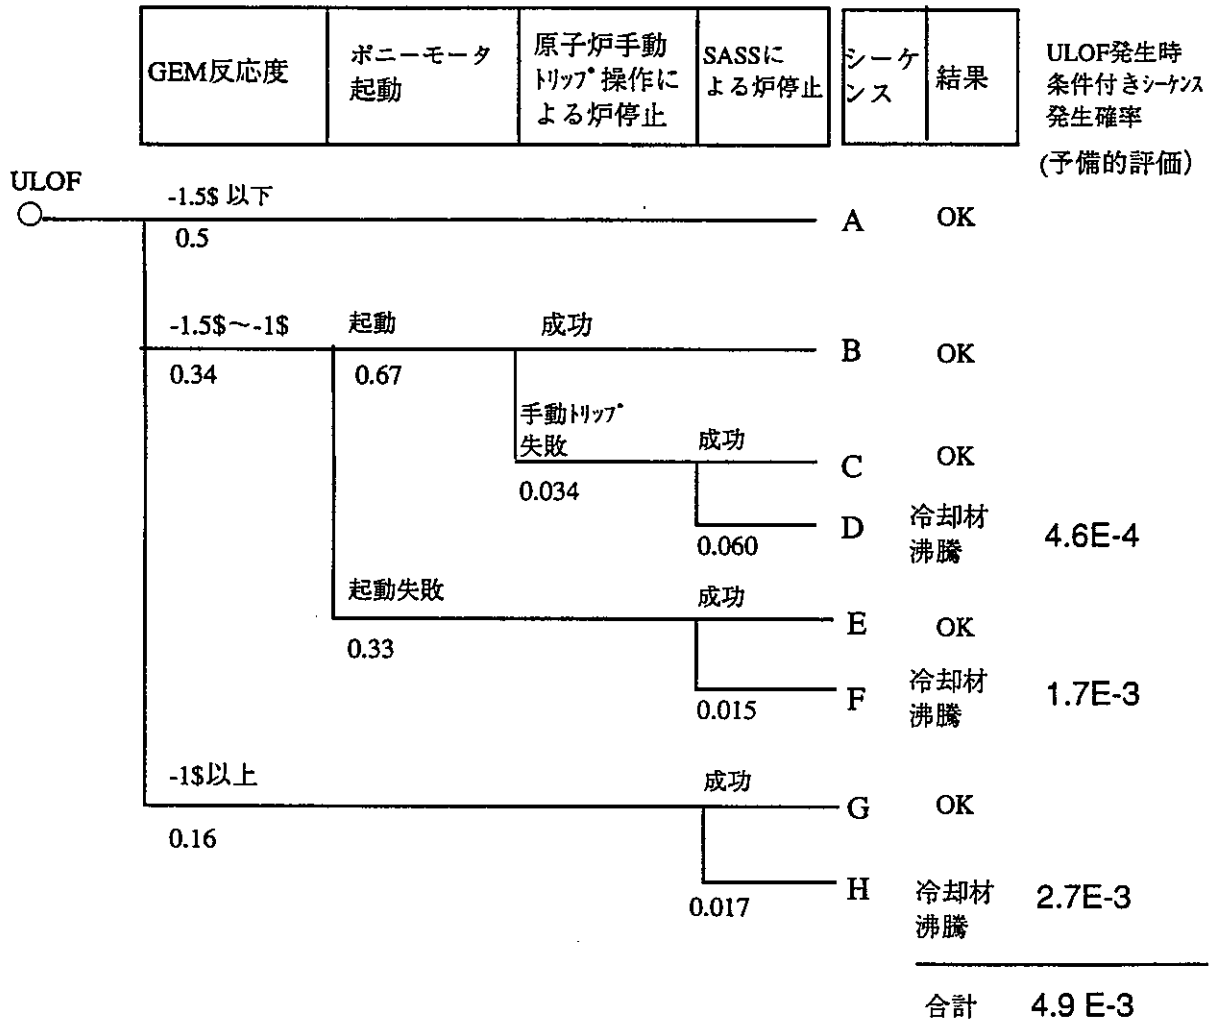 GEM反応度
ポニーモータ
起動
原子炉手動
ﾄﾘｯﾌﾟ操作に
よる炉停止
SASSに
よる炉停止
シーケ
ンス
結果
ULOF発生時
条件付きｼｰｹﾝｽ
発生確率
(予備的評価)
ULOF
-1.5$ 以下
0.5
A
OK
-1.5$～-1$
0.34
起動
0.67
成功
B
OK
手動ﾄﾘｯﾌﾟ
失敗
0.034
成功
C
OK
0.060
D
冷却材
沸騰
4.6E-4
起動失敗
0.33
成功
E
OK
0.015
F
冷却材
沸騰
1.7E-3
-1$以上
0.16
成功
G
OK
0.017
H
冷却材
沸騰
2.7E-3
合計
4.9 E-3